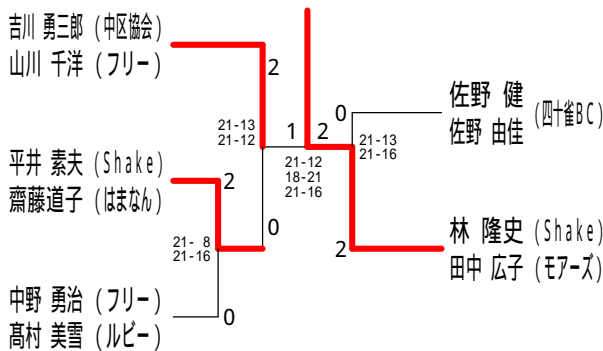 吉川 勇三郎 (中区協会)
山川 千洋 (フリー)
2
21-13
21-12
平井 素夫 (Shake)
齋藤道子 (はまなん)
2
0
21- 8
21-16
中野 勇治 (フリー)
髙村 美雪 (ルビー)
0
1 2
21-12
18-21
21-16
0
21-13
21-16
2
佐野 健 (四十雀BC)
佐野 由佳
林 隆史 (Shake)
田中 広子 (モアーズ)